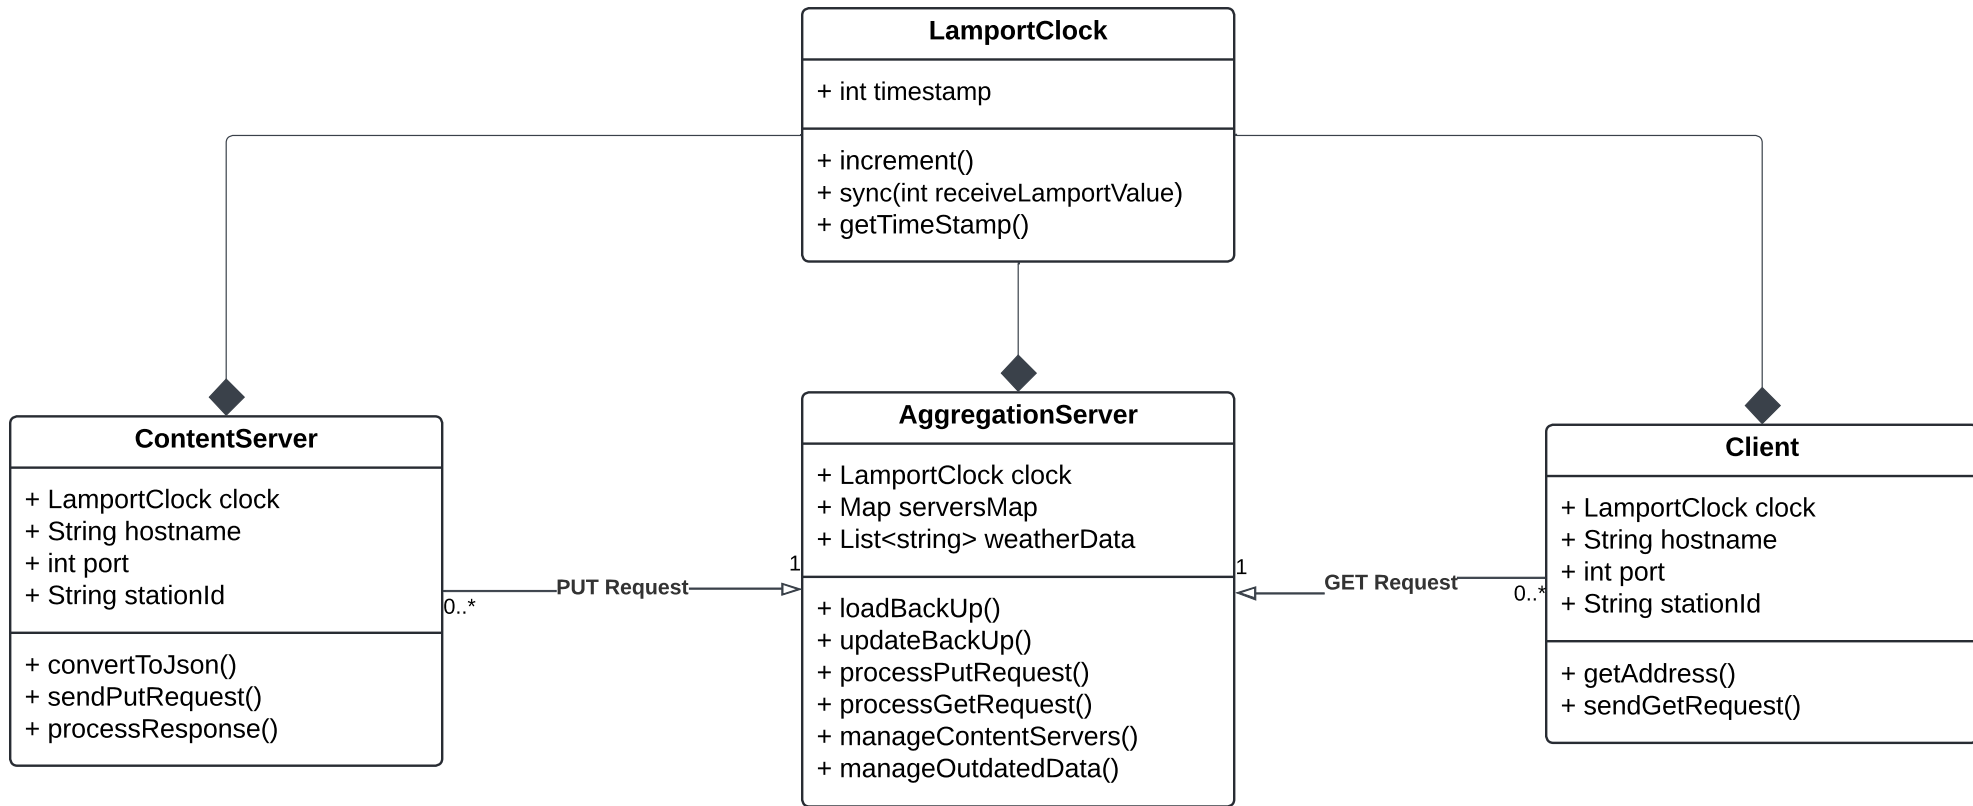 LamportClock
+ int timestamp
+ increment()
+ sync(int receiveLamportValue)
+ getTimeStamp()
ContentServer
+ LamportClock clock
+ String hostname
+ int port
+ String stationId
+ convertToJson()
+ sendPutRequest()
+ processResponse()
0..*
PUT Request
1
AggregationServer
+ LamportClock clock
+ Map serversMap
+ List<string> weatherData
+ loadBackUp()
+ updateBackUp()
+ processPutRequest()
+ processGetRequest()
+ manageContentServers()
+ manageOutdatedData()
1
GET Request
0..*
Client
+ LamportClock clock
+ String hostname
+ int port
+ String stationId
+ getAddress()
+ sendGetRequest()